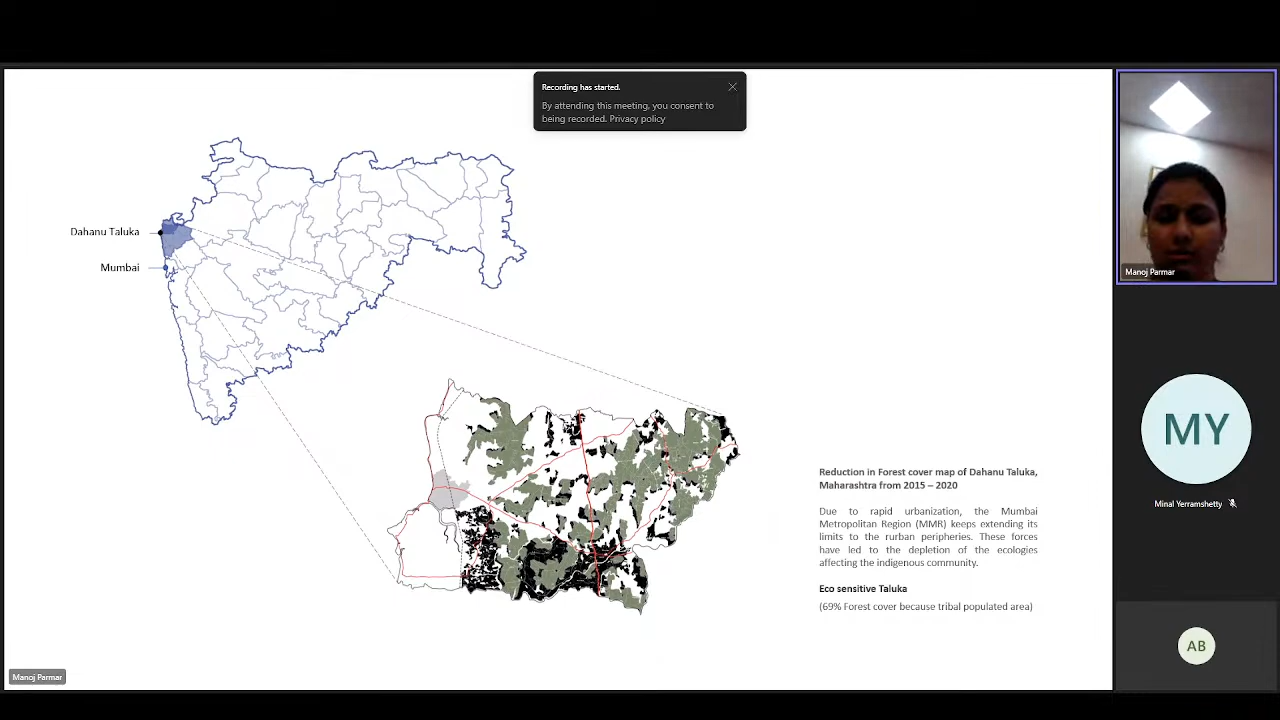 Recording has started.
By attending this meeting, you consent to
being recorded. Privacy policy
Dahanu Taluka
Mumbai
Manoj Parmar
MY
Minal Yerramshetty
Reduction in Forest cover map of Dahanu Taluka,
Maharashtra from 2015 – 2020
Due to rapid urbanization, the Mumbai
Metropolitan Region (MMR) keeps extending its
limits to the rurban peripheries. These forces
have led to the depletion of the ecologies
affecting the indigenous community.
Eco sensitive Taluka
(69% Forest cover because tribal populated area)
AB
Manoj Parmar